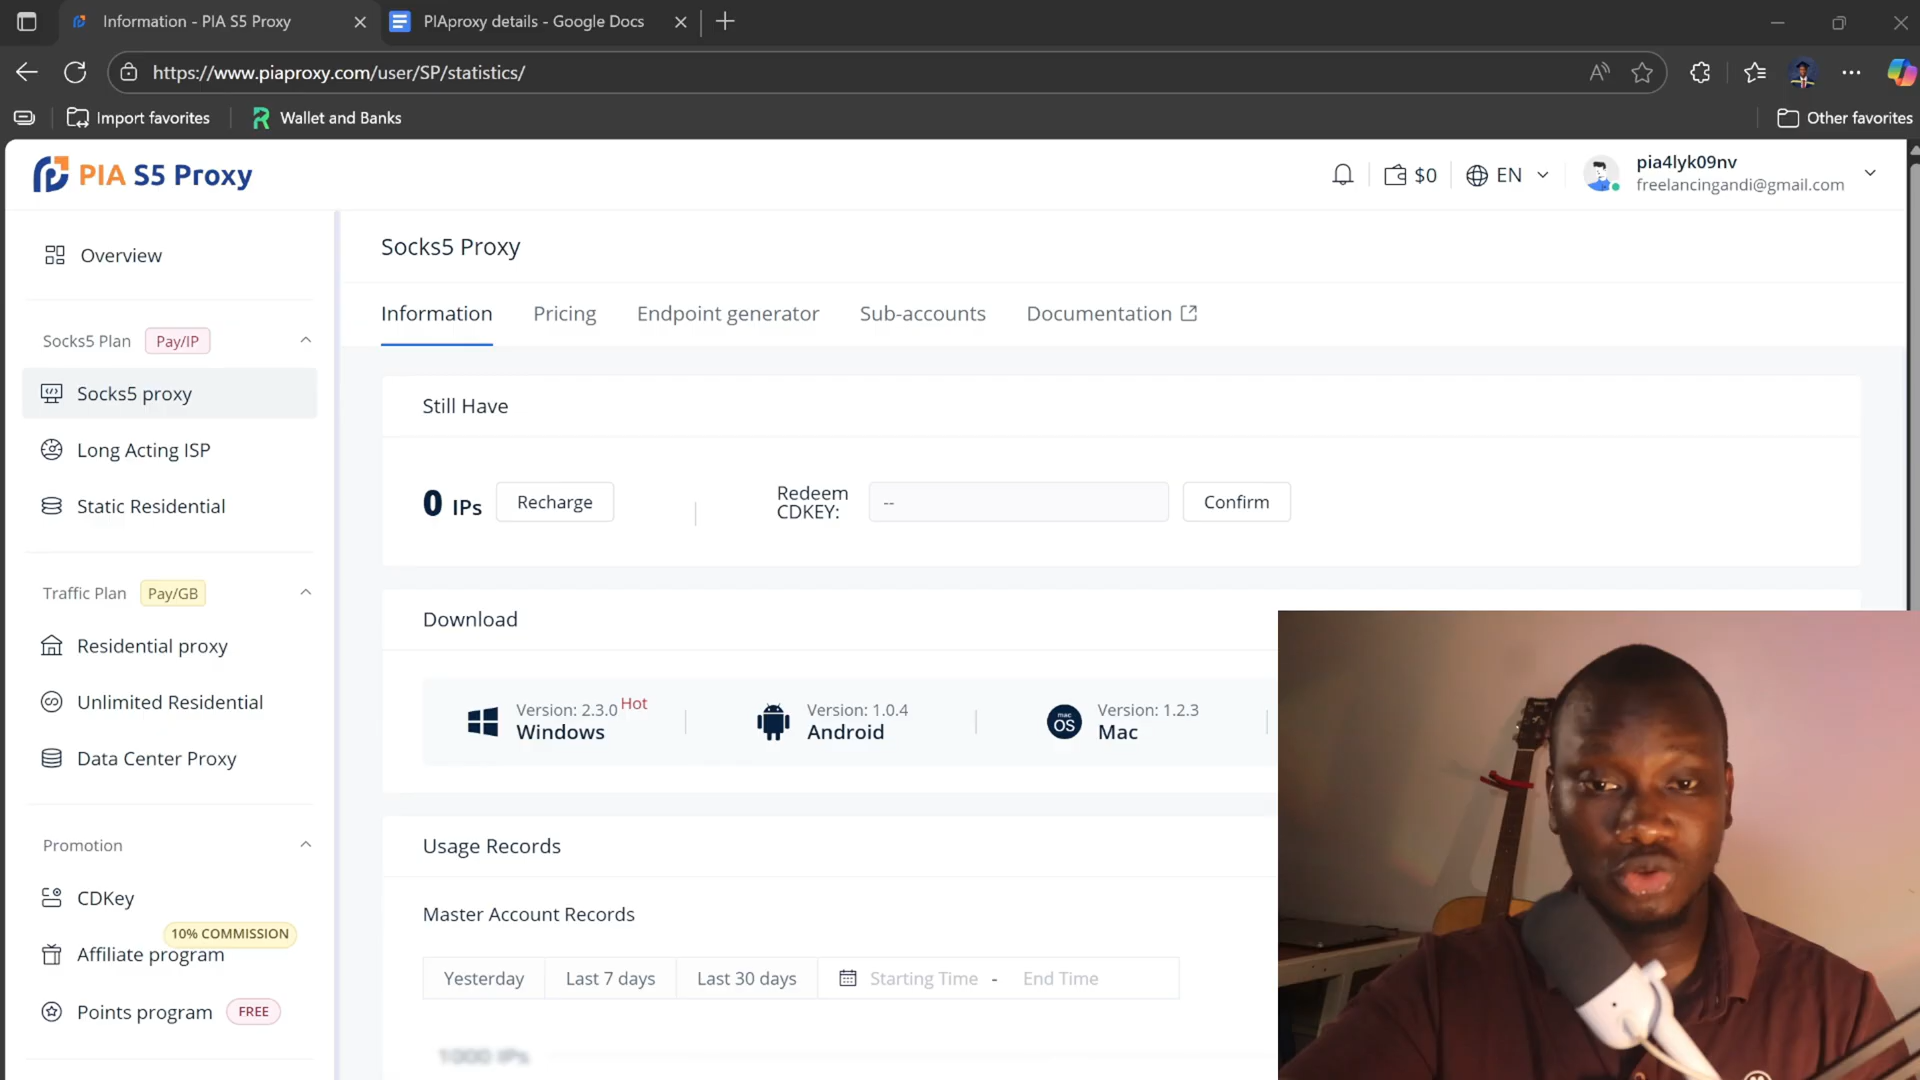 Information - PIA S5 Proxy
PIAproxy details - Google Docs
https://www.piaproxy.com/user/SP/statistics/
Import favorites
Wallet and Banks
Other favorites
PIA S5 Proxy
$0
EN
pia4lyk09nv
freelancingandi@gmail.com
Overview
Socks5 Plan Pay/IP
Socks5 proxy
Long Acting ISP
Static Residential
Traffic Plan Pay/GB
Residential proxy
Unlimited Residential
Data Center Proxy
Promotion
CDKey
10% COMMISSION
Affiliate program
Points program FREE
Socks5 Proxy
Information Pricing Endpoint generator Sub-accounts Documentation
Still Have
0 IPs Recharge
Redeem
CDKEY:
--
Confirm
Download
Version: 2.3.0 Hot
Windows
Version: 1.0.4
Android
mac
OS
Version: 1.2.3
Mac
Usage Records
Master Account Records
Yesterday Last 7 days Last 30 days Starting Time - End Time
1000 IPs